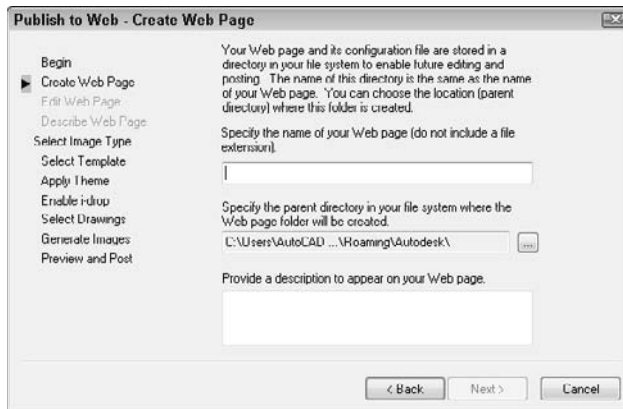 Publish to Web - Create Web Page
Begin
Create Web Page
Edit Web Page
Describe Web Page
Select Image Type
Select Template
Apply Theme
Enable i-drop
Select Drawings
Generate Images
Preview and Post
Your Web page and its configuration file are stored in a
directory in your file system to enable future editing and
posting. The name of this directory is the same as the name
of your Web page. You can choose the location (parent
directory) where this folder is created.
Specify the name of your Web page (do not include a file
extension).
Specify the parent directory in your file system where the
Web page folder will be created.
C:\Users\AutoCAD ...\Roaming\Autodesk\
...
Provide a description to appear on your Web page.
< Back
Next >
Cancel